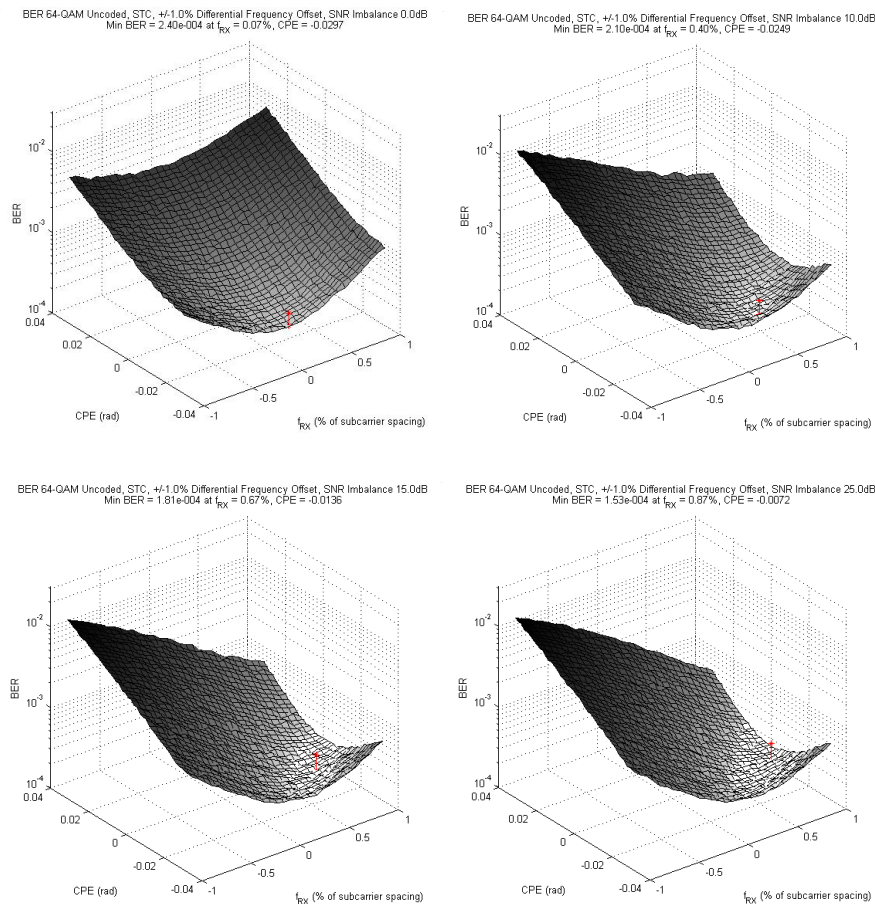 BER 64-QAM Uncoded, STC, +/-1.0% Differential Frequency Offset, SNR Imbalance 0.0dB
Min BER = 2.40e-004 at fRX = 0.07%, CPE = -0.0297
10-2
10-3
10-4
BER
0.04
0.02
0
-0.02
-0.04
CPE (rad)
-1
-0.5
0
0.5
1
fRX (% of subcarrier spacing)
BER 64-QAM Uncoded, STC, +/-1.0% Differential Frequency Offset, SNR Imbalance 10.0dB
Min BER = 2.10e-004 at fRX = 0.40%, CPE = -0.0249
10-2
10-3
10-4
BER
0.04
0.02
0
-0.02
-0.04
CPE (rad)
-1
-0.5
0
0.5
1
fRX (% of subcarrier spacing)
BER 64-QAM Uncoded, STC, +/-1.0% Differential Frequency Offset, SNR Imbalance 15.0dB
Min BER = 1.81e-004 at fRX = 0.67%, CPE = -0.0136
10-2
10-3
10-4
BER
0.04
0.02
0
-0.02
-0.04
CPE (rad)
-1
-0.5
0
0.5
1
fRX (% of subcarrier spacing)
BER 64-QAM Uncoded, STC, +/-1.0% Differential Frequency Offset, SNR Imbalance 25.0dB
Min BER = 1.53e-004 at fRX = 0.87%, CPE = -0.0072
10-2
10-3
10-4
BER
0.04
0.02
0
-0.02
-0.04
CPE (rad)
-1
-0.5
0
0.5
1
fRX (% of subcarrier spacing)